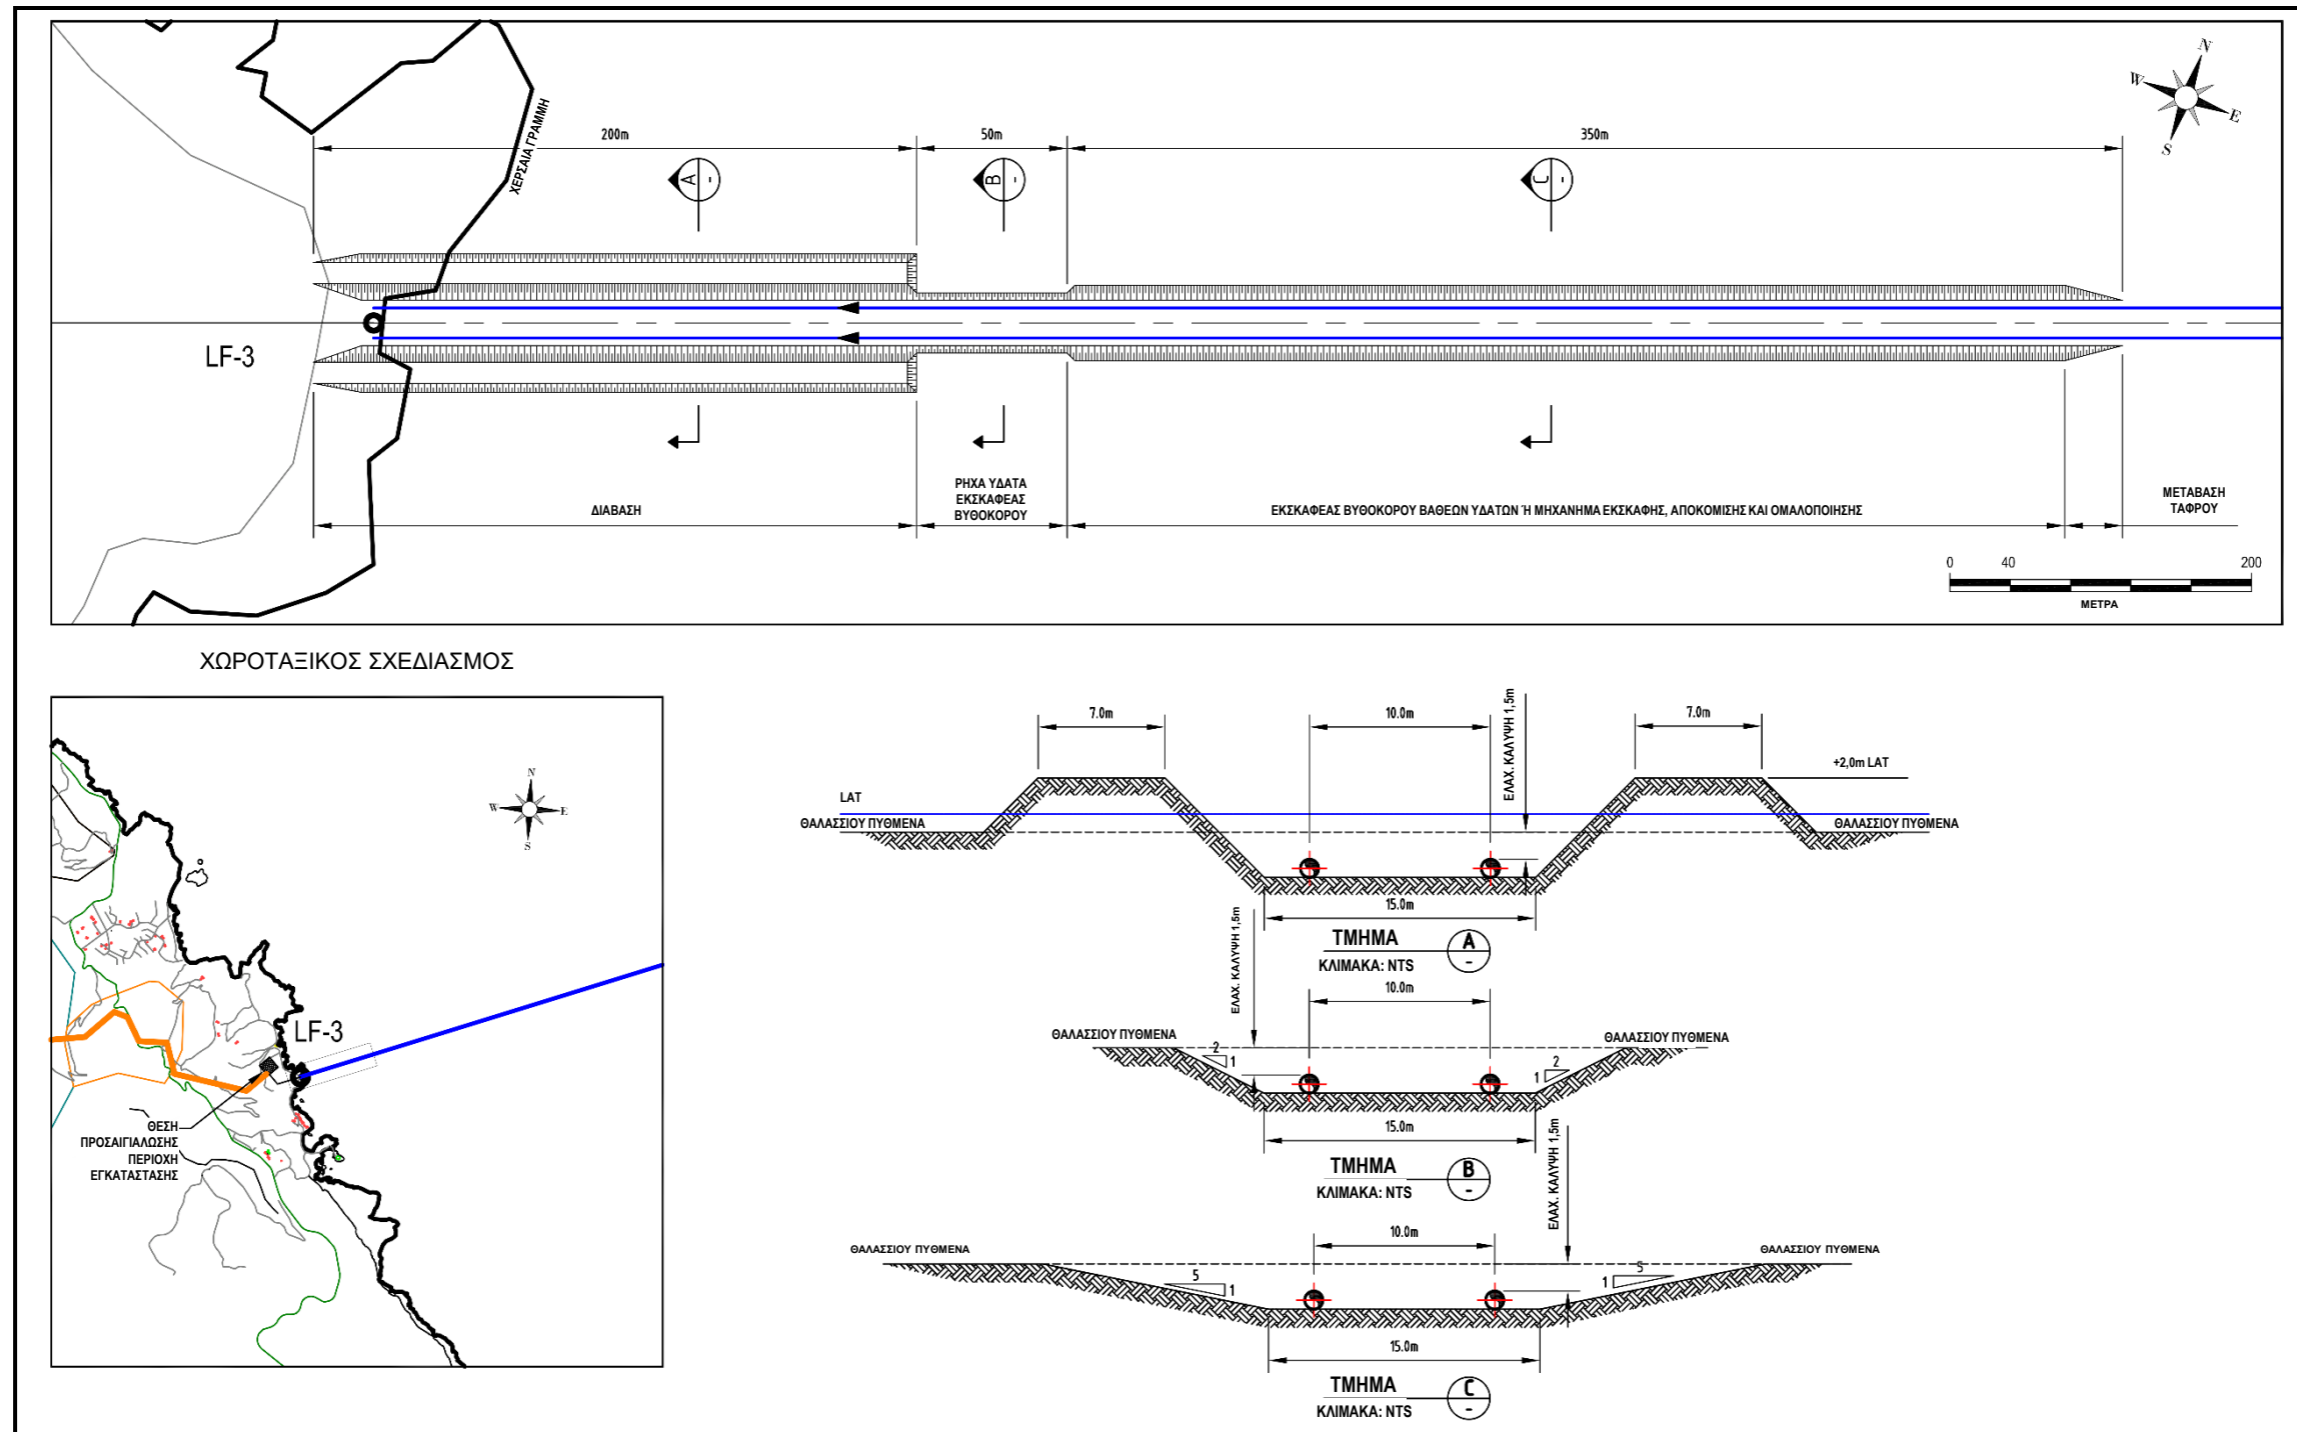 N
W
E
S
200m
50m
350m
ΧΕΡΣΑΙΑ ΓΡΑΜΜΗ
A -
B -
C -
LF-3
ΔΙΑΒΑΣΗ
ΡΗΧΑ ΥΔΑΤΑ
ΕΚΣΚΑΦΕΑΣ
ΒΥΘΟΚΟΡΟΥ
ΕΚΣΚΑΦΕΑΣ ΒΥΘΟΚΟΡΟΥ ΒΑΘΕΩΝ ΥΔΑΤΩΝ Ή ΜΗΧΑΝΗΜΑ ΕΚΣΚΑΦΗΣ, ΑΠΟΚΟΜΙΣΗΣ ΚΑΙ ΟΜΑΛΟΠΟΙΗΣΗΣ
ΜΕΤΑΒΑΣΗ
ΤΑΦΡΟΥ
0 40 200
ΜΕΤΡΑ
ΧΩΡΟΤΑΞΙΚΟΣ ΣΧΕΔΙΑΣΜΟΣ
N
W
E
S
LF-3
ΘΕΣΗ
ΠΡΟΣΑΙΓΙΑΛΩΣΗΣ
ΠΕΡΙΟΧΗ
ΕΓΚΑΤΑΣΤΑΣΗΣ
7.0m
10.0m
ΕΛΑΧ. ΚΑΛΥΨΗ 1,5m
7.0m
+2,0m LAT
LAT
ΘΑΛΑΣΣΙΟΥ ΠΥΘΜΕΝΑ
ΘΑΛΑΣΣΙΟΥ ΠΥΘΜΕΝΑ
15.0m
ΤΜΗΜΑ A
ΚΛΙΜΑΚΑ: NTS -
ΕΛΑΧ. ΚΑΛΥΨΗ 1,5m
10.0m
ΘΑΛΑΣΣΙΟΥ ΠΥΘΜΕΝΑ
ΘΑΛΑΣΣΙΟΥ ΠΥΘΜΕΝΑ
2
1
2
1
15.0m
ΤΜΗΜΑ B
ΚΛΙΜΑΚΑ: NTS -
ΕΛΑΧ. ΚΑΛΥΨΗ 1,5m
10.0m
ΘΑΛΑΣΣΙΟΥ ΠΥΘΜΕΝΑ
ΘΑΛΑΣΣΙΟΥ ΠΥΘΜΕΝΑ
5
1
5
1
15.0m
ΤΜΗΜΑ C
ΚΛΙΜΑΚΑ: NTS -